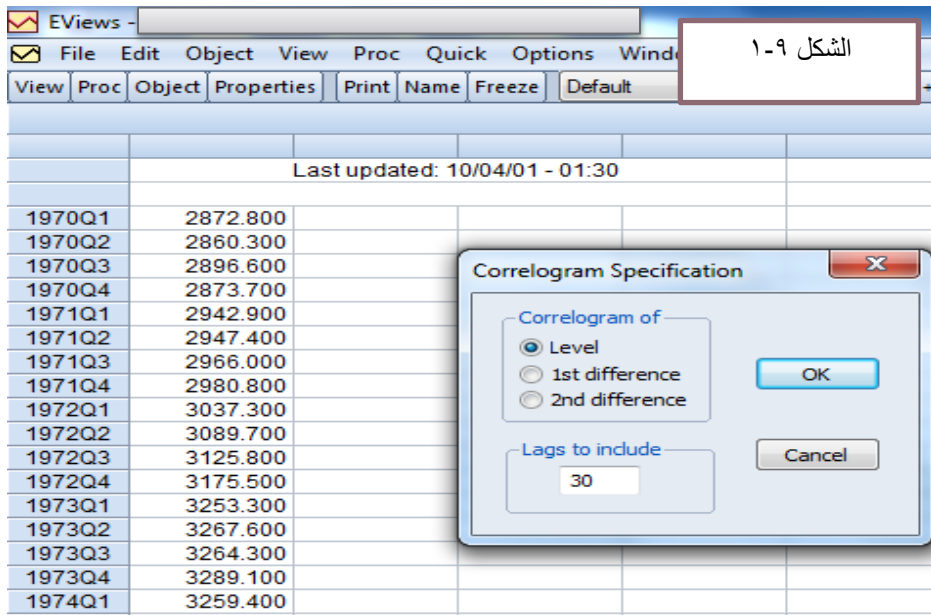 EViews -
File Edit Object View Proc Quick Options
الشكل ٩-١
View Proc Object Properties Print Name Freeze Default
Last updated: 10/04/01 - 01:30
1970Q1 2872.800
1970Q2 2860.300
1970Q3 2896.600
1970Q4 2873.700
1971Q1 2942.900
1971Q2 2947.400
1971Q3 2966.000
1971Q4 2980.800
1972Q1 3037.300
1972Q2 3089.700
1972Q3 3125.800
1972Q4 3175.500
1973Q1 3253.300
1973Q2 3267.600
1973Q3 3264.300
1973Q4 3289.100
1974Q1 3259.400
Correlogram Specification
Correlogram of
Level
1st difference
2nd difference
OK
Lags to include
30
Cancel